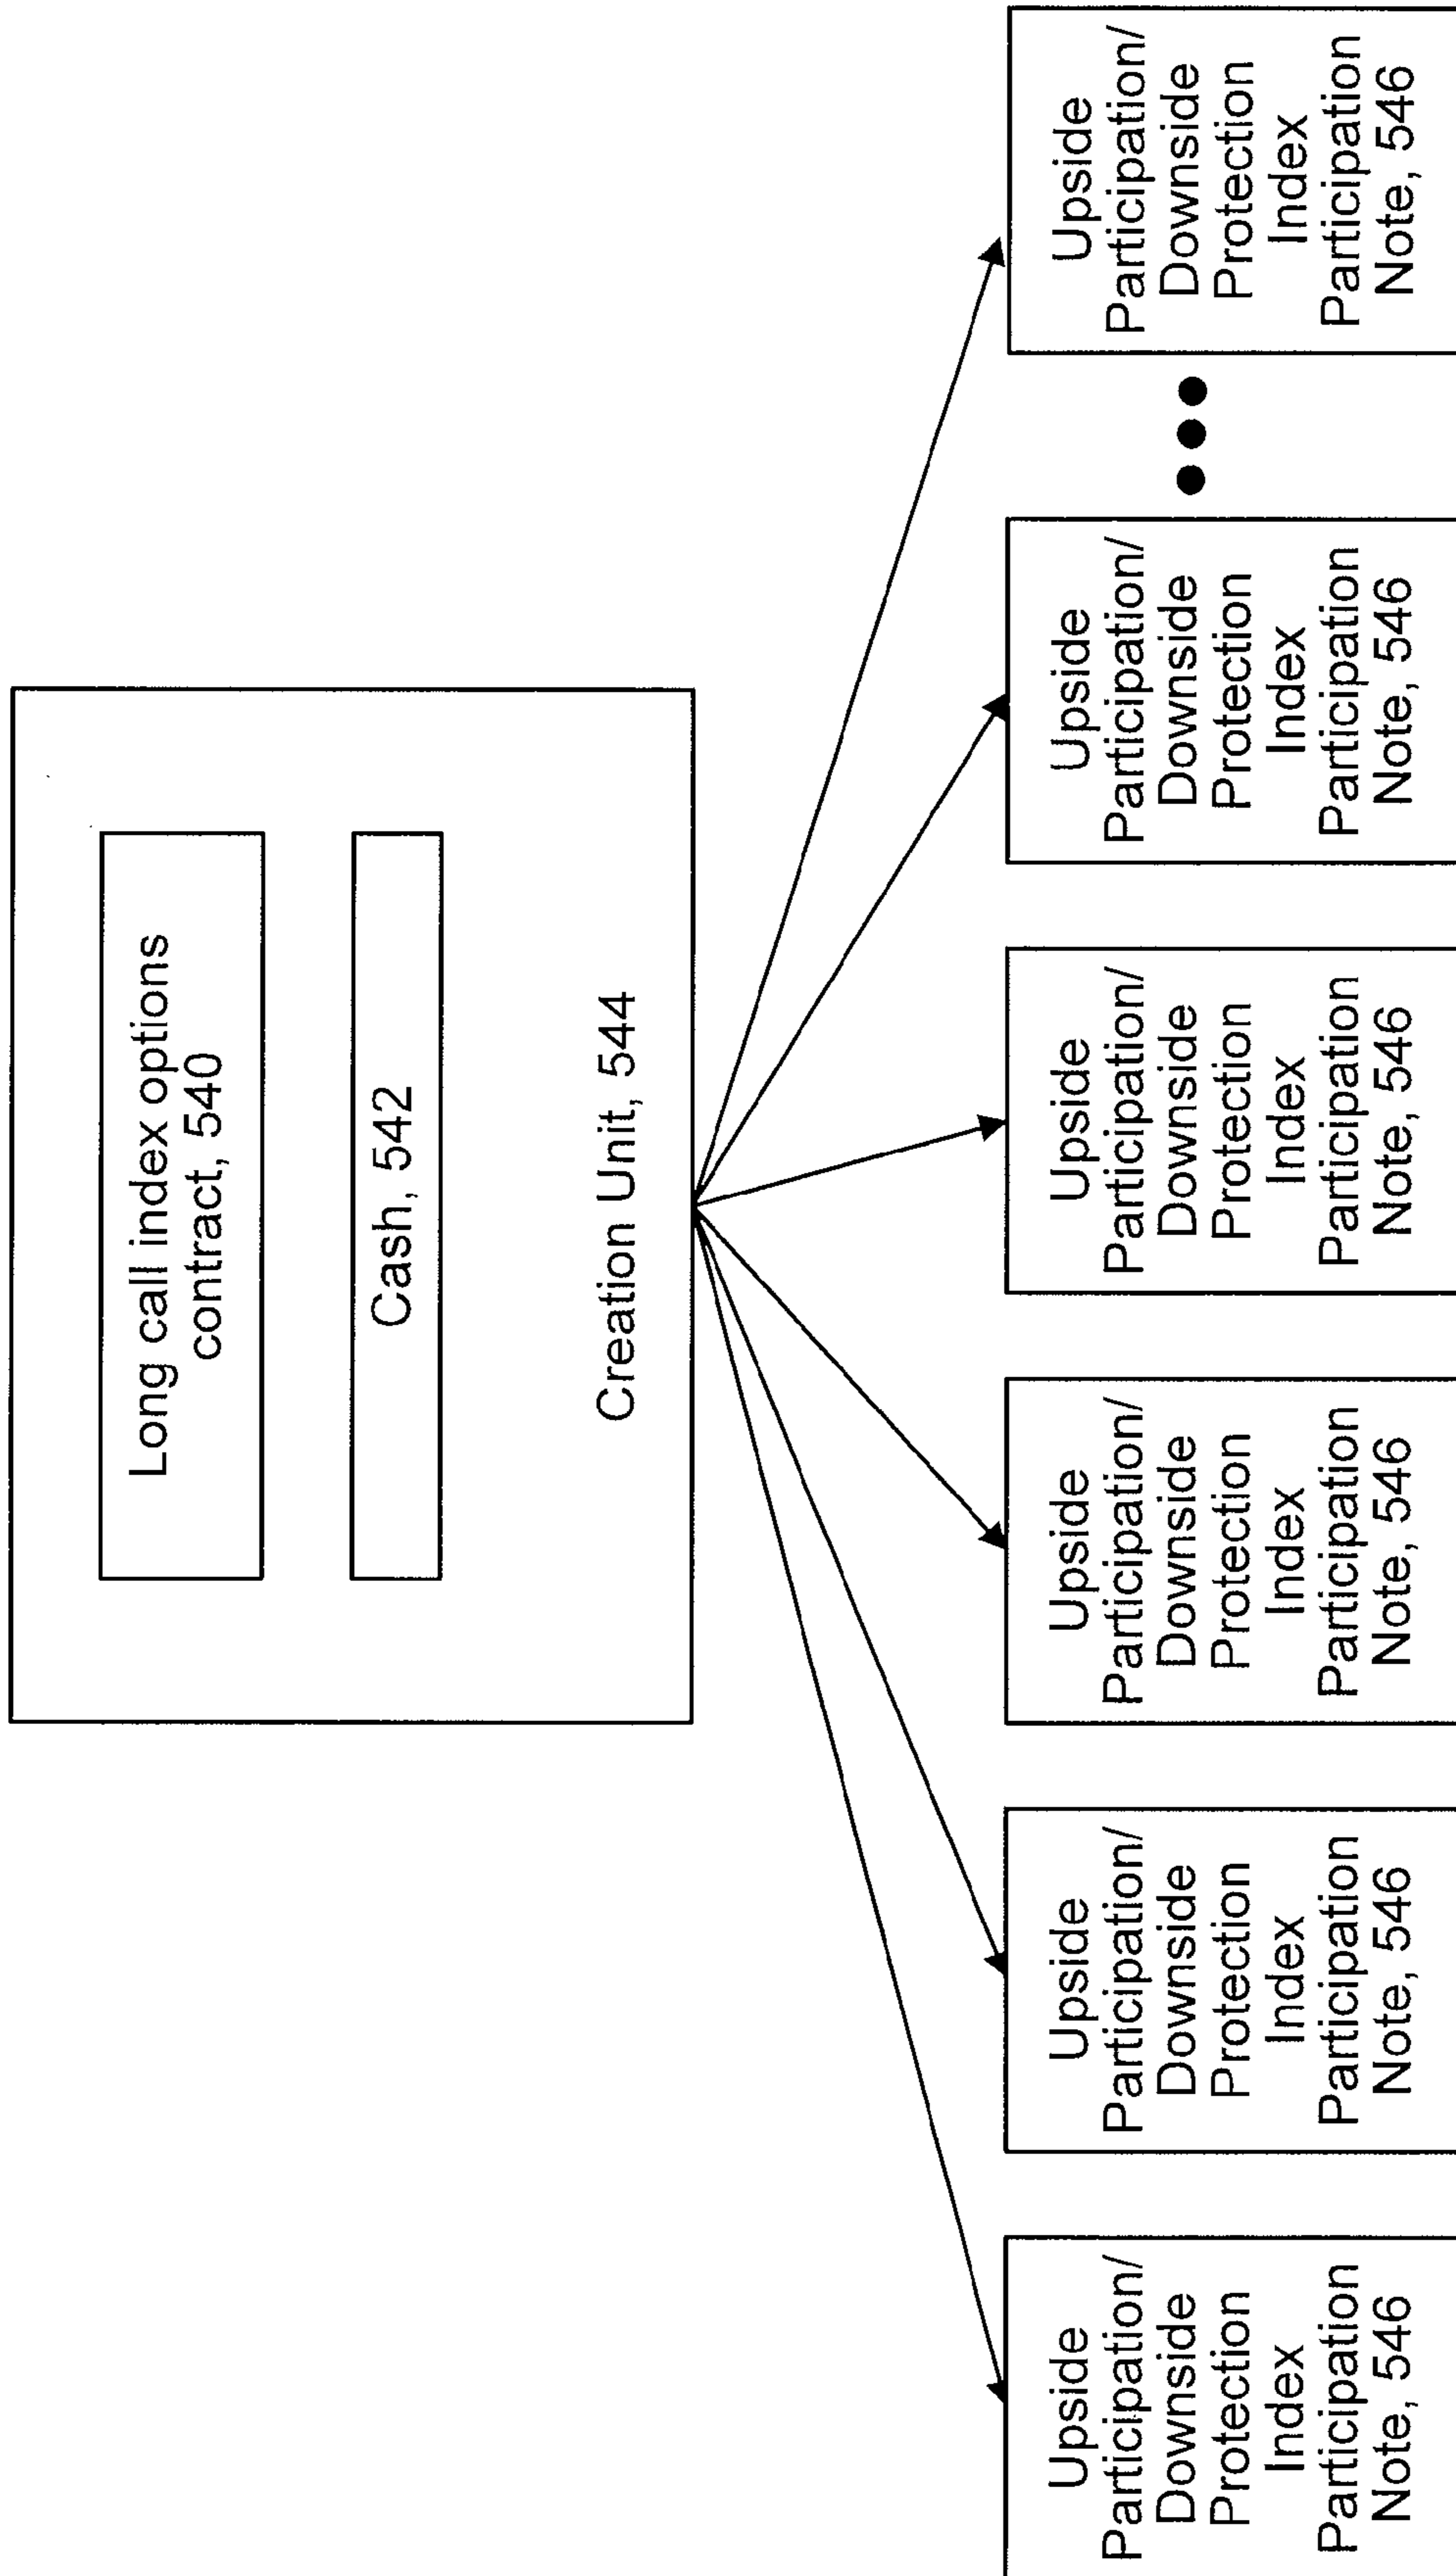 Long call index options
contract, 540
Cash, 542
Creation Unit, 544
Upside
Participation/
Downside
Protection
Index
Participation
Note, 546
Upside
Participation/
Downside
Protection
Index
Participation
Note, 546
Upside
Participation/
Downside
Protection
Index
Participation
Note, 546
Upside
Participation/
Downside
Protection
Index
Participation
Note, 546
Upside
Participation/
Downside
Protection
Index
Participation
Note, 546
Upside
Participation/
Downside
Protection
Index
Participation
Note, 546